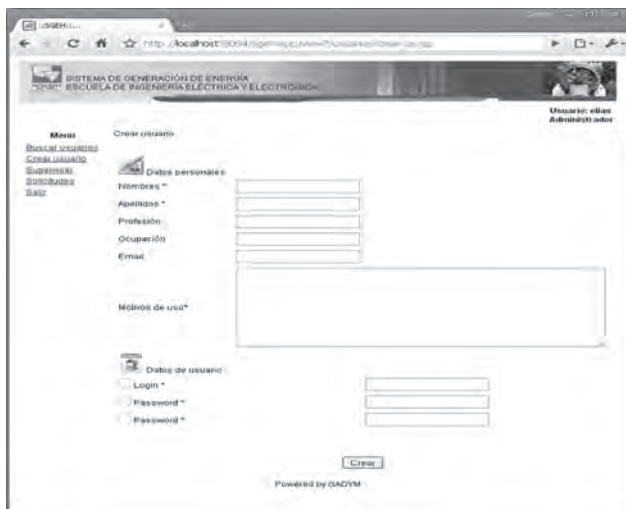 http://localhost
SISTEMA DE GENERACIÓN DE ENERGÍA
ESCUELA DE INGENIERÍA ELÉCTRICA Y ELECTRÓNICA
Usuario: elias
Administrador
Menú
Buscar usuarios
Crear usuario
Supervisar
Solicitudes
Salir
Crear usuario
Datos personales
Nombres *
Apellidos *
Profesión
Ocupación
Email
Motivos de uso*
Datos de usuario
Login *
Password *
Password *
Crear
Powered by GADYM